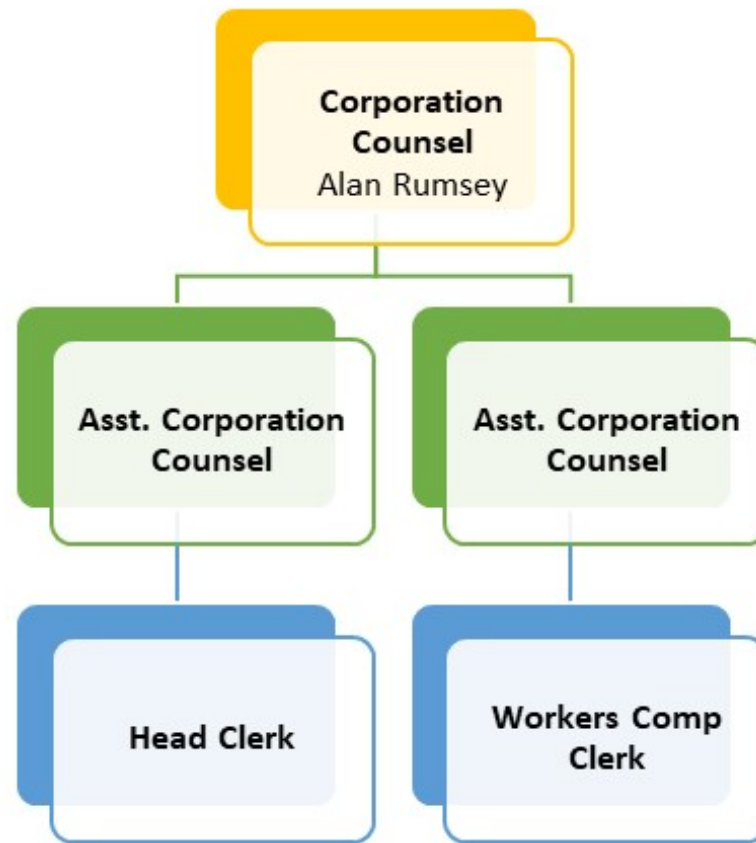 Corporation
Counsel
Alan Rumsey
Asst. Corporation
Counsel
Asst. Corporation
Counsel
Head Clerk
Workers Comp
Clerk